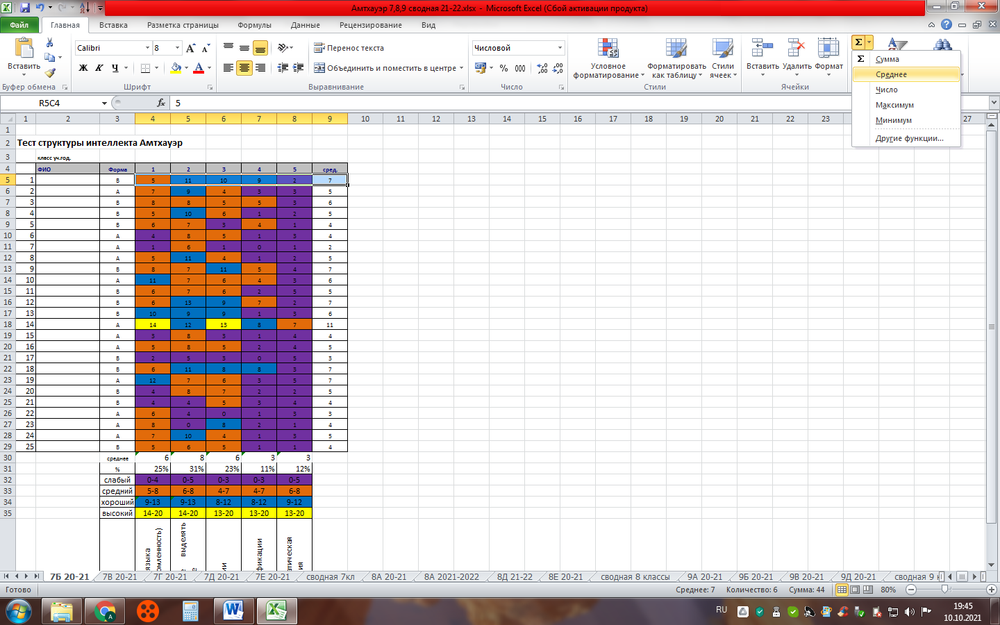 Амтхауэр 7,8,9 сводная 21-22.xlsx - Microsoft Excel (Сбой активации продукта)
Файл Главная Вставка Разметка страницы Формулы Данные Рецензирование Вид
Calibri 8 Перенос текста Числовой
Вставить Ж К Ч Объединить и поместить в центре % 000 Условное форматирование Форматировать как таблицу Стили ячеек Вставить Удалить Формат
Буфер обмена Шрифт Выравнивание Число Стили Ячейки
Σ Сумма
Среднее
Число
Максимум
Минимум
Другие функции...
R5C4 fx 5
1 2 3 4 5 6 7 8 9 10 11 12 13 14 15 16 17 18 19 20 21 22 23 27
1
2 Тест структуры интеллекта Амтхауэр
3 класс уч.год.
4 ФИО Форма 1 2 3 4 5 сред.
5 1 В 5 11 10 9 2 7
6 2 А 7 9 4 3 3 5
7 3 В 8 8 5 5 3 6
8 4 В 5 10 6 1 2 5
9 5 В 6 7 3 4 1 4
10 6 А 4 8 5 1 3 4
11 7 А 1 6 1 0 1 2
12 8 А 5 11 4 1 2 5
13 9 В 8 7 11 5 4 7
14 10 А 11 7 6 4 3 6
15 11 В 6 7 6 2 5 5
16 12 В 6 13 9 7 2 7
17 13 В 10 9 9 1 3 6
18 14 А 14 12 13 8 7 11
19 15 А 3 8 3 1 4 4
20 16 А 5 8 5 2 4 5
21 17 В 2 5 3 0 5 3
22 18 В 6 11 8 8 3 7
23 19 А 12 7 6 3 5 7
24 20 В 4 8 7 2 2 5
25 21 В 4 4 5 3 4 4
26 22 А 6 4 0 1 3 3
27 23 А 8 0 8 2 1 4
28 24 А 7 10 4 1 3 5
29 25 В 5 6 5 1 1 4
30 среднее 6 8 6 3 3
31 % 25% 31% 23% 11% 12%
32 слабый 0-4 0-5 0-3 0-3 0-5
33 средний 5-8 6-8 4-7 4-7 6-8
34 хороший 9-13 9-13 8-12 8-12 9-12
35 высокий 14-20 14-20 13-20 13-20 13-20
языка
выделять
7Б 20-21 7В 20-21 7Г 20-21 7Д 20-21 7Е 20-21 сводная 7кл 8А 20-21 8А 2021-2022 8Д 21-22 8Е 20-21 сводная 8 классы 9А 20-21 9Б 20-21 9В 20-21 9Д 20-21 сводная 9
Готово Среднее: 7 Количество: 6 Сумма: 44 80%
RU 19:45
10.10.2021